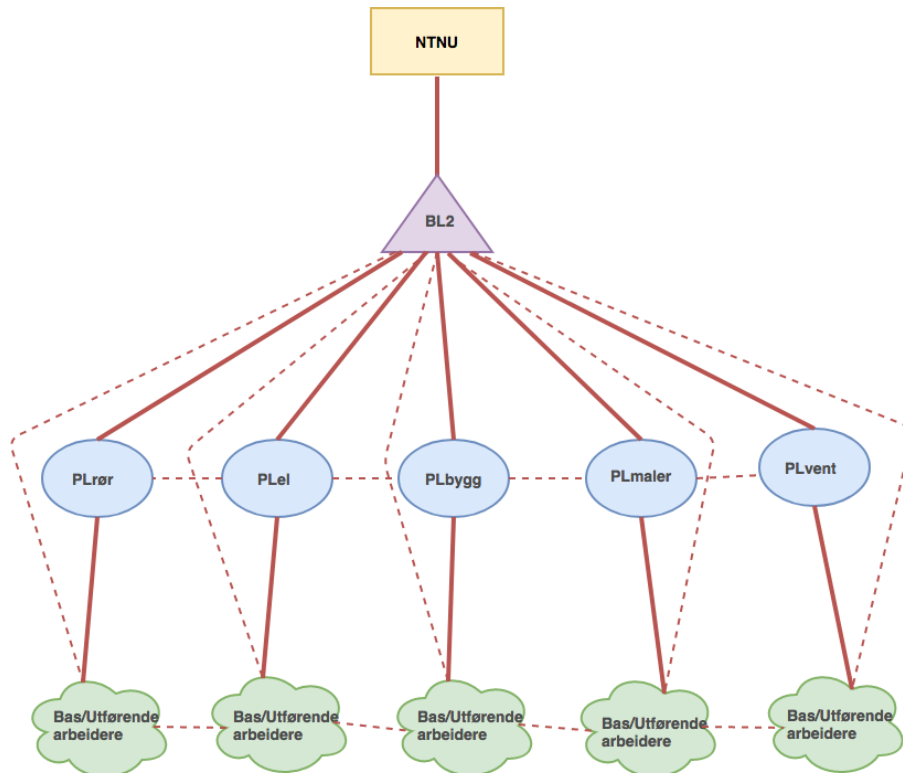 NTNU
BL2
PLrør
PLel
PLbygg
PLmaler
PLvent
Bas/Utførende
arbeidere
Bas/Utførende
arbeidere
Bas/Utførende
arbeidere
Bas/Utførende
arbeidere
Bas/Utførende
arbeidere